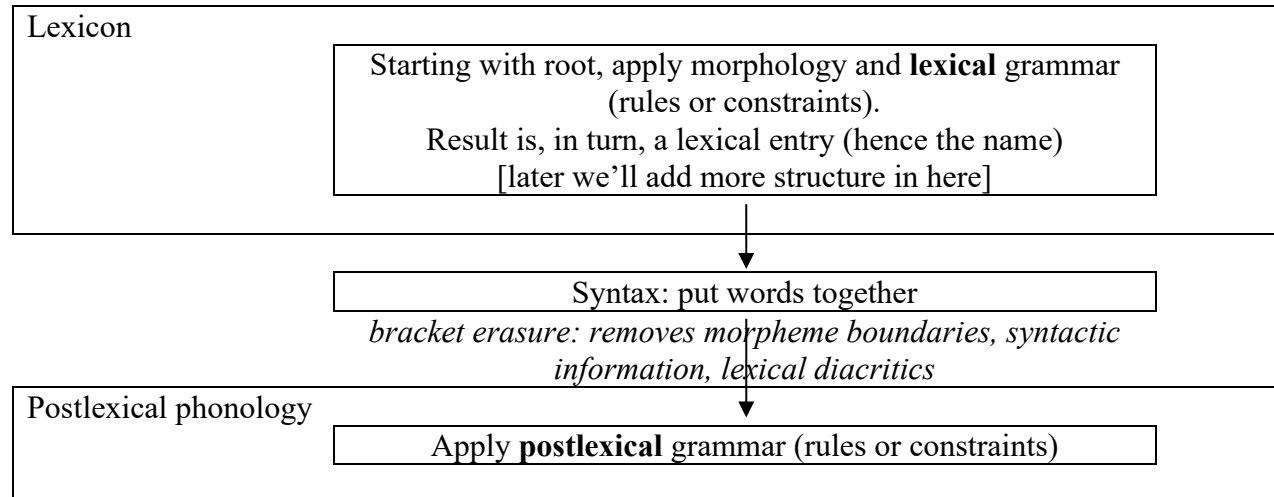 Lexicon
Starting with root, apply morphology and lexical grammar
(rules or constraints).
Result is, in turn, a lexical entry (hence the name)
[later we’ll add more structure in here]
Syntax: put words together
bracket erasure: removes morpheme boundaries, syntactic
information, lexical diacritics
Postlexical phonology
Apply postlexical grammar (rules or constraints)